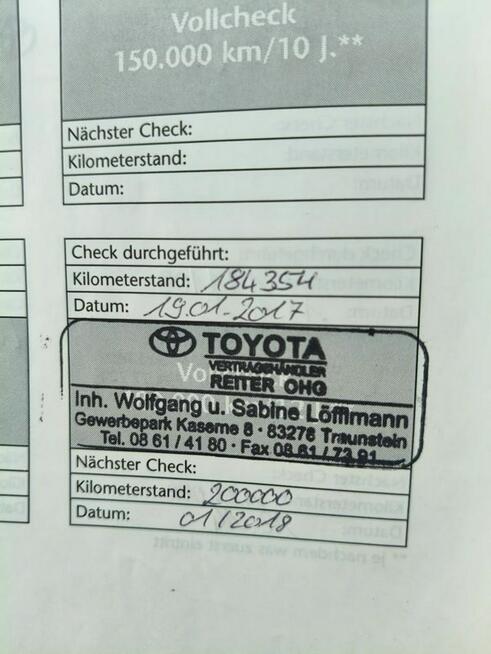 Vollcheck
150.000 km/10 J.**
Nächster Check:
Kilometerstand:
Datum:
Check durchgeführt:
Kilometerstand: 184354
Datum: 19.01.2017
TOYOTA
VERTRAGSHÄNDLER
REITER OHG
Inh. Wolfgang u. Sabine Löfflmann
Gewerbepark Kaserne 8 · 83278 Traunstein
Tel. 08 61 / 41 80 · Fax 08 61 / 73 91
Nächster Check:
Kilometerstand: 200000
Datum: 01/2018